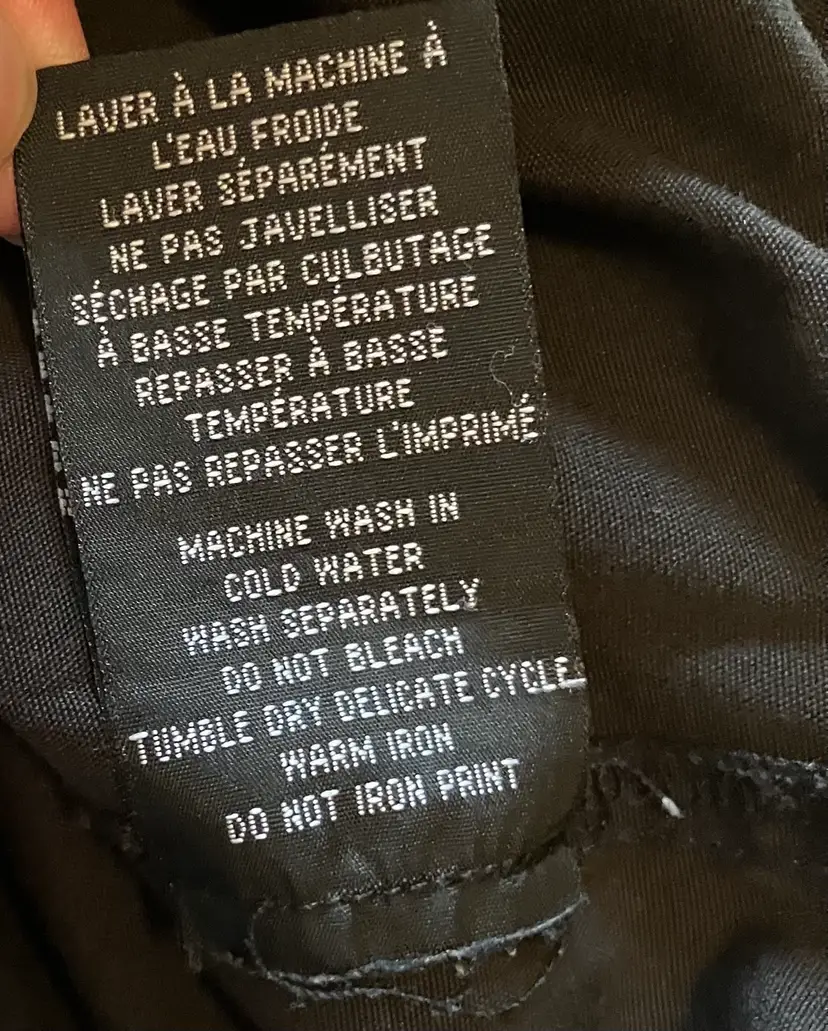 LAVER À LA MACHINE À
L'EAU FROIDE
LAVER SÉPARÉMENT
NE PAS JAVELLISER
SÉCHAGE PAR CULBUTAGE
À BASSE TEMPÉRATURE
REPASSER À BASSE
TEMPÉRATURE
NE PAS REPASSER L'IMPRIMÉ
MACHINE WASH IN
COLD WATER
WASH SEPARATELY
DO NOT BLEACH
TUMBLE DRY DELICATE CYCLE
WARM IRON
DO NOT IRON PRINT